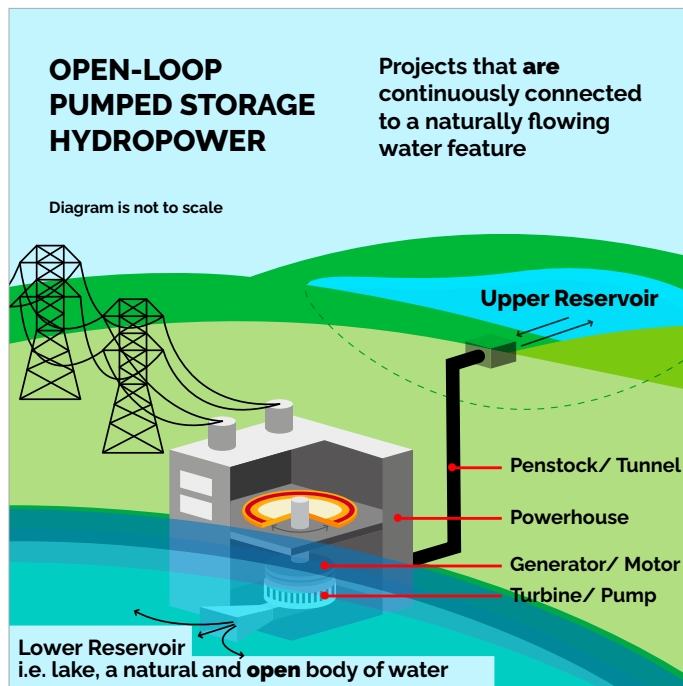 OPEN-LOOP
PUMPED STORAGE
HYDROPOWER
Projects that are
continuously connected
to a naturally flowing
water feature
Diagram is not to scale
Upper Reservoir
Penstock/ Tunnel
Powerhouse
Generator/ Motor
Turbine/ Pump
Lower Reservoir
i.e. lake, a natural and open body of water